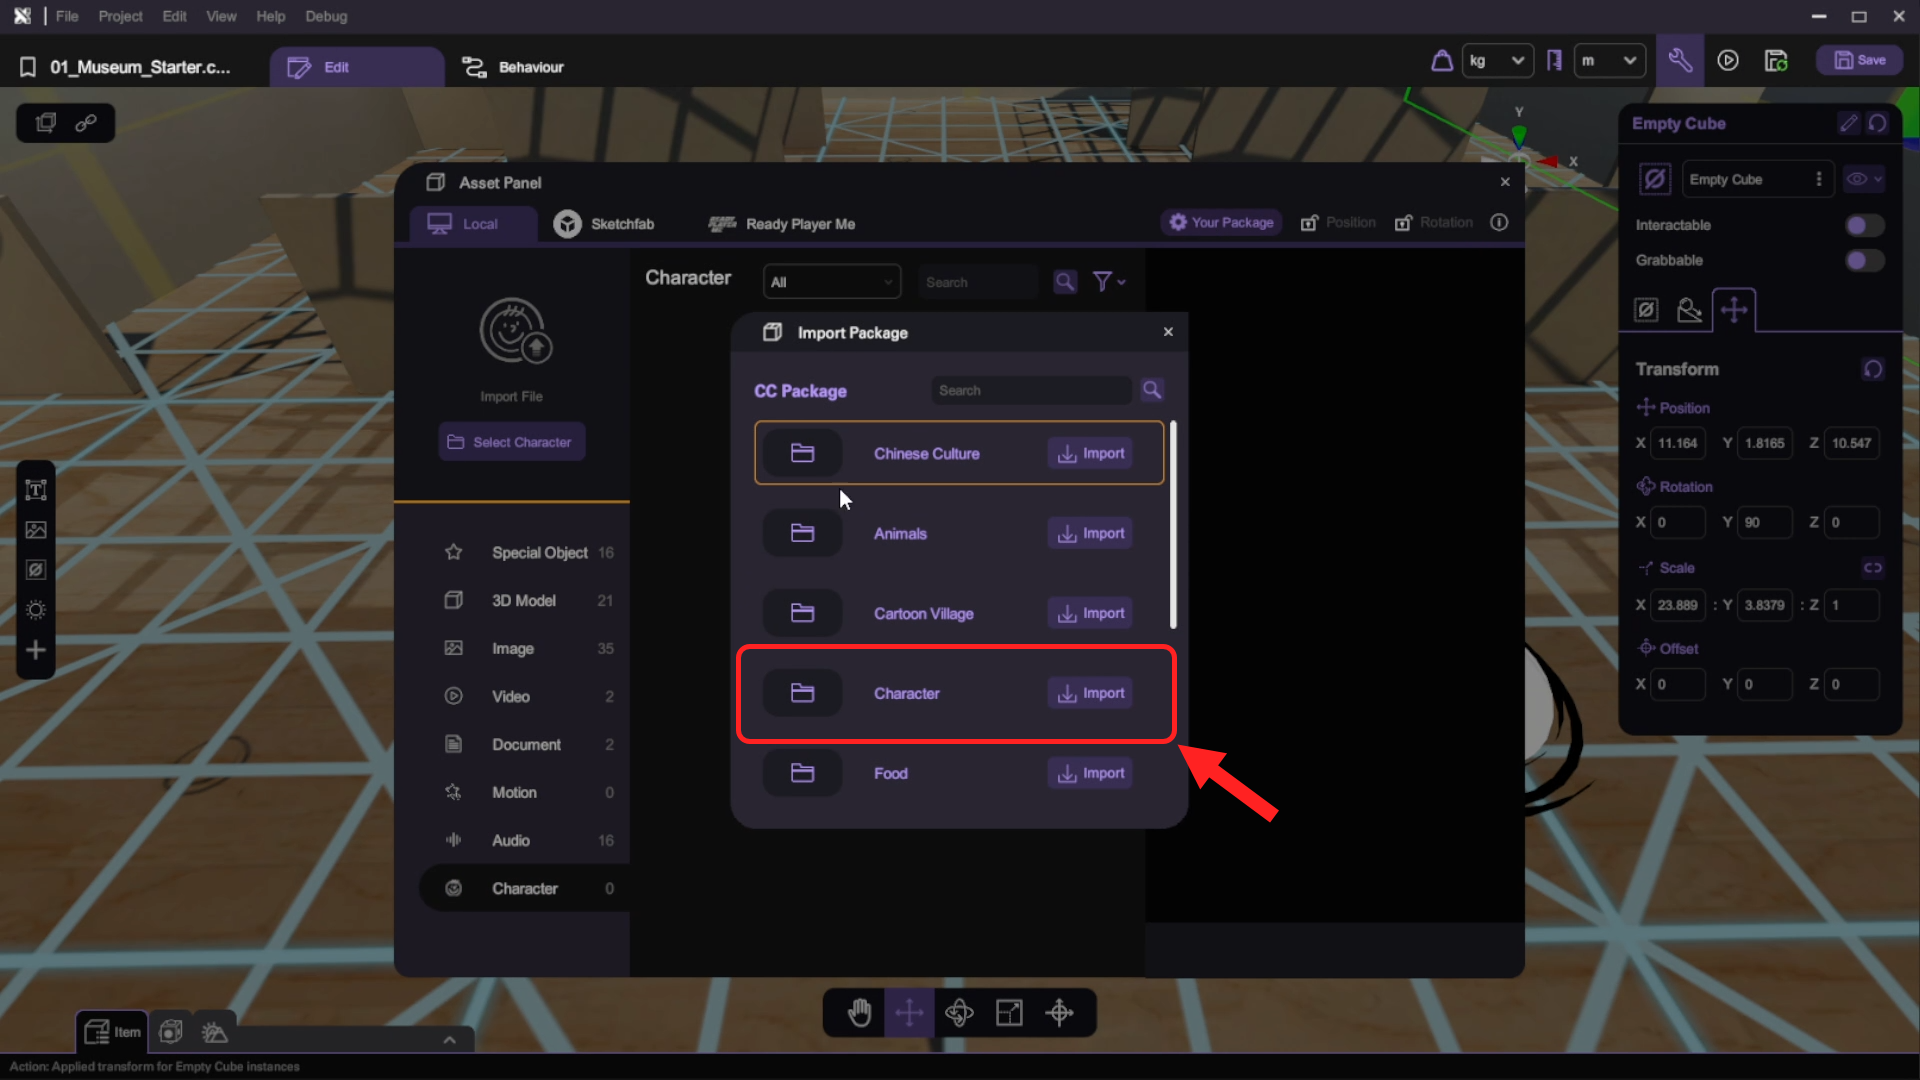 File Project Edit View Help Debug
01_Museum_Starter.c... Edit Behaviour kg m Save
Y
X
Asset Panel
Local Sketchfab Ready Player Me Your Package Position Rotation
Character All Search
Import File
Select Character
Special Object 16
3D Model 21
Image 35
Video 2
Document 2
Motion 0
Audio 16
Character 0
Import Package
CC Package Search
Chinese Culture Import
Animals Import
Cartoon Village Import
Character Import
Food Import
Empty Cube
Empty Cube
Interactable
Grabbable
Transform
Position
X 11.164 Y 1.8165 Z 10.547
Rotation
X 0 Y 90 Z 0
Scale
X 23.889 : Y 3.8379 : Z 1
Offset
X 0 Y 0 Z 0
Item
Action: Applied transform for Empty Cube instances